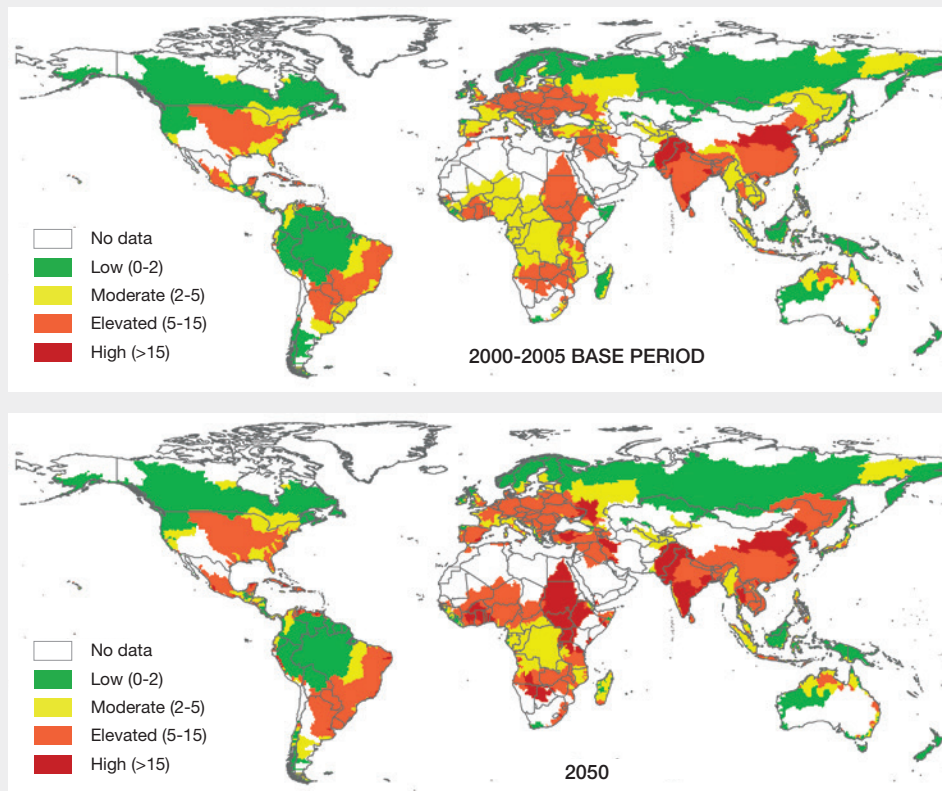 No data
Low (0-2)
Moderate (2-5)
Elevated (5-15)
High (>15)
2000-2005 BASE PERIOD
No data
Low (0-2)
Moderate (2-5)
Elevated (5-15)
High (>15)
2050